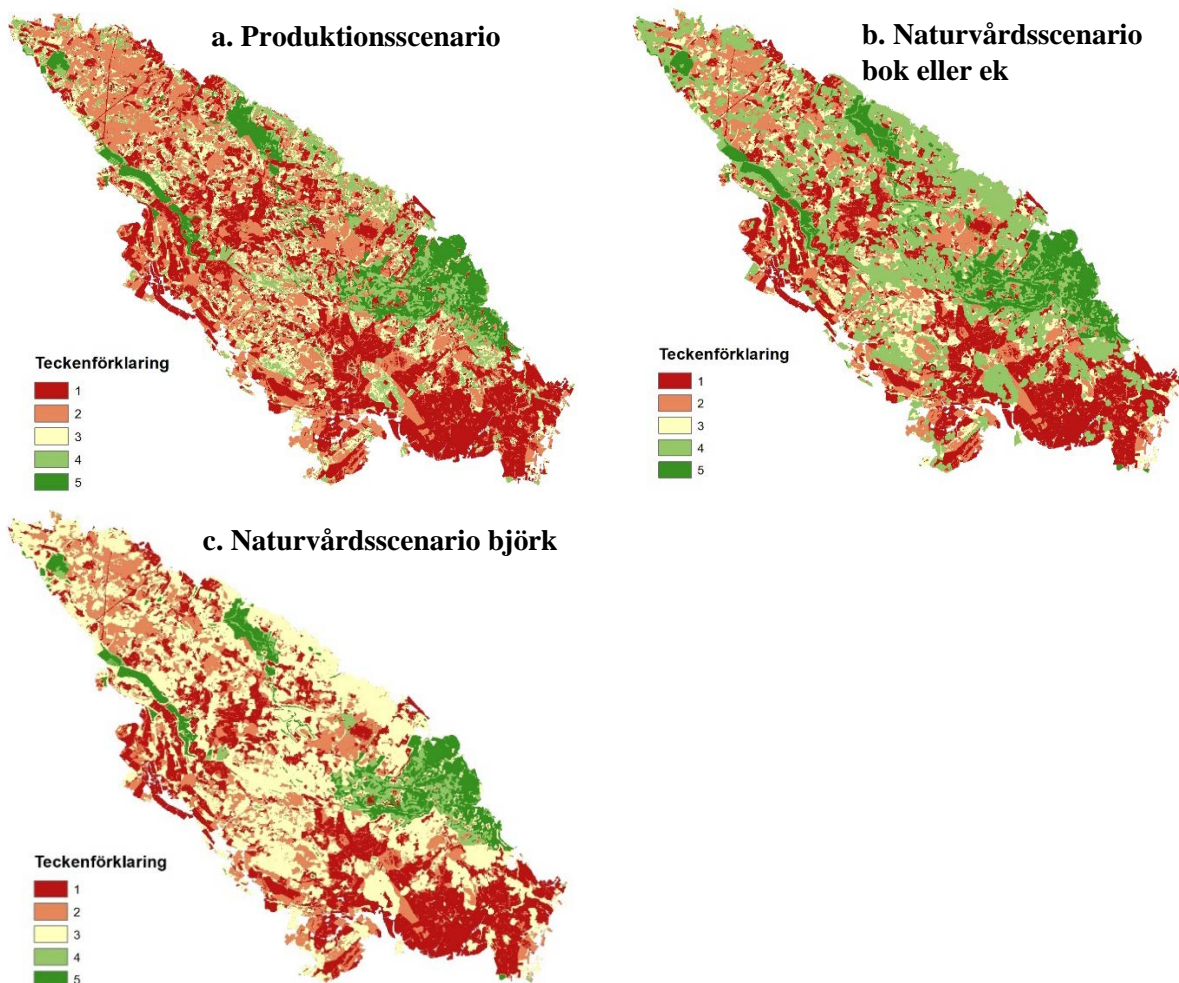 a. Produktionsscenario
Teckenförklaring
1
2
3
4
5
b. Naturvårdsscenario
bok eller ek
Teckenförklaring
1
2
3
4
5
c. Naturvårdsscenario björk
Teckenförklaring
1
2
3
4
5